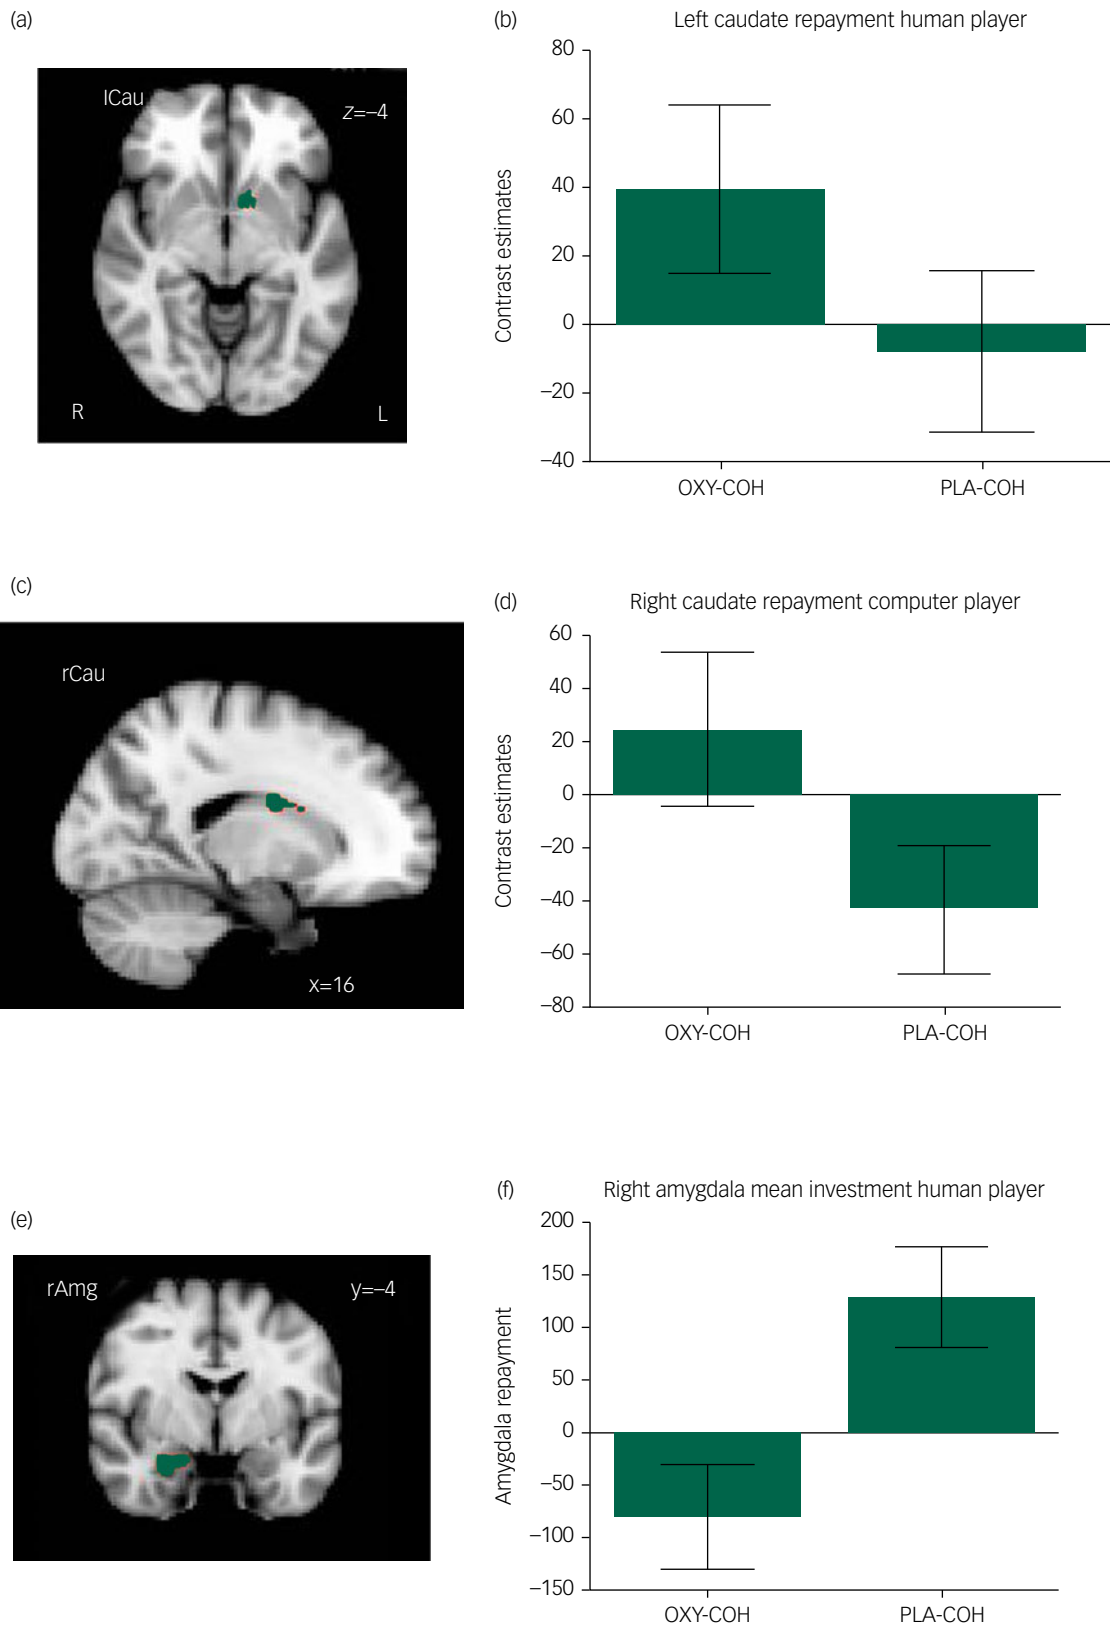 (a)
lCau
z=–4
R
L
(b)
Left caudate repayment human player
Contrast estimates
80
60
40
20
0
–20
–40
OXY-COH
PLA-COH
(c)
rCau
x=16
(d)
Right caudate repayment computer player
Contrast estimates
60
40
20
0
–20
–40
–60
–80
OXY-COH
PLA-COH
(e)
rAmg
y=–4
(f)
Right amygdala mean investment human player
Amygdala repayment
200
150
100
50
0
–50
–100
–150
OXY-COH
PLA-COH